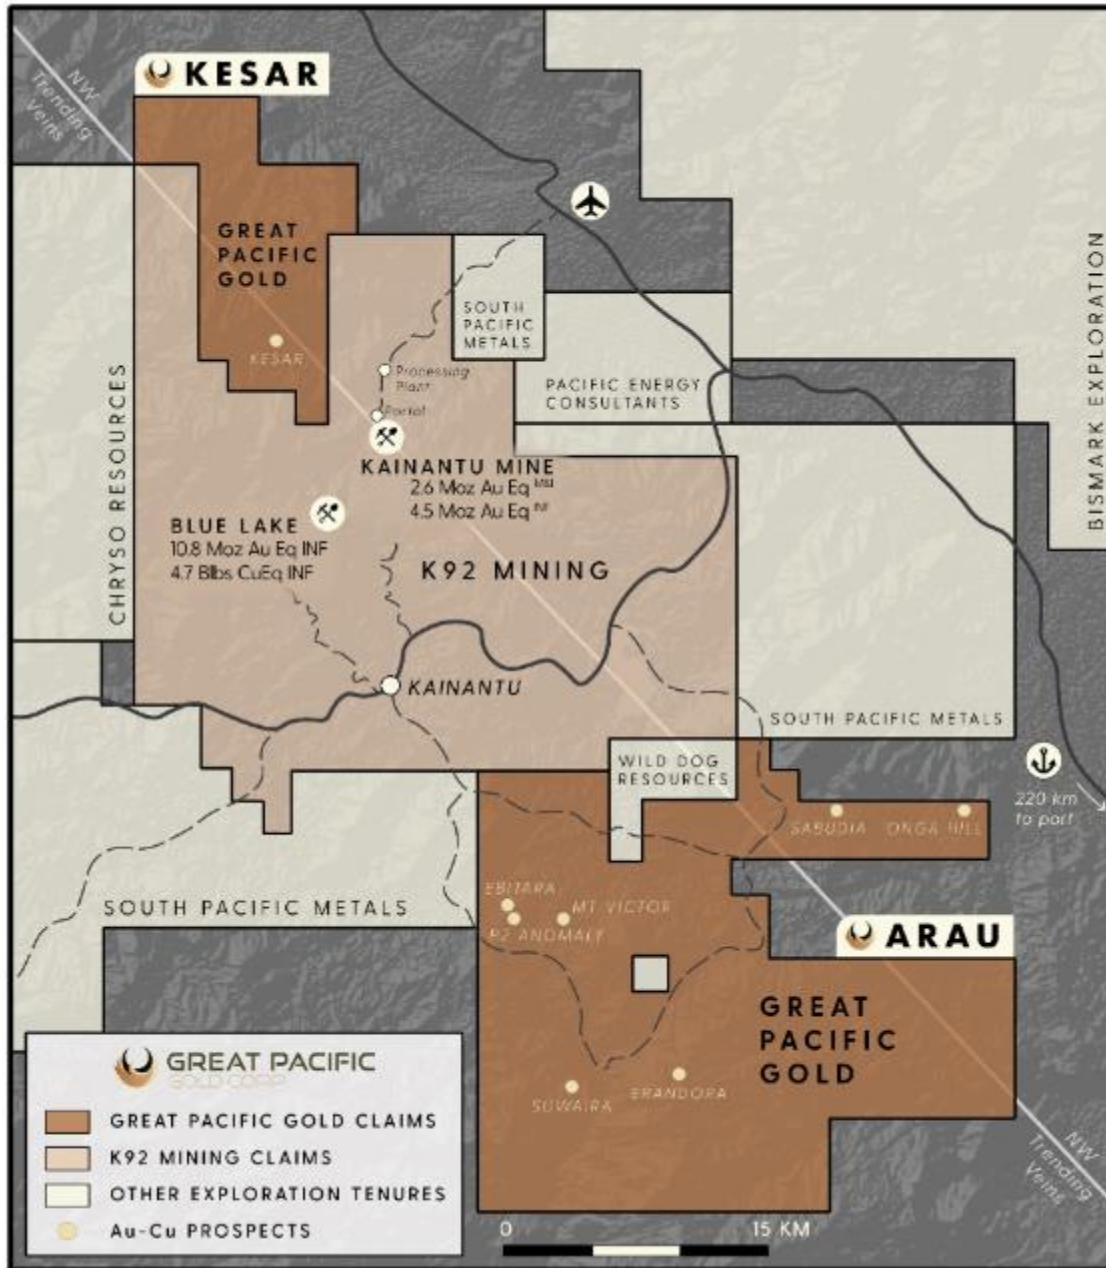 KESAR
NW
Trending
Veins
GREAT
PACIFIC
GOLD
KESAR
SOUTH
PACIFIC
METALS
Processing
Plant
Portal
PACIFIC ENERGY
CONSULTANTS
BISMARK EXPLORATION
CHRYSO RESOURCES
KAINANTU MINE
2.6 Moz Au Eq M&I
4.5 Moz Au Eq INF
BLUE LAKE
10.8 Moz Au Eq INF
4.7 Blbs CuEq INF
K92 MINING
KAINANTU
SOUTH PACIFIC METALS
WILD DOG
RESOURCES
220 km
to port
SABUDIA
ONGA HILL
EBITARA
MT VICTOR
P2 ANOMALY
SOUTH PACIFIC METALS
ARAU
GREAT
PACIFIC
GOLD
SUWAIRA
ERANDORA
NW
Trending
Veins
GREAT PACIFIC
GOLD CORP
GREAT PACIFIC GOLD CLAIMS
K92 MINING CLAIMS
OTHER EXPLORATION TENURES
Au-Cu PROSPECTS
0
15 KM